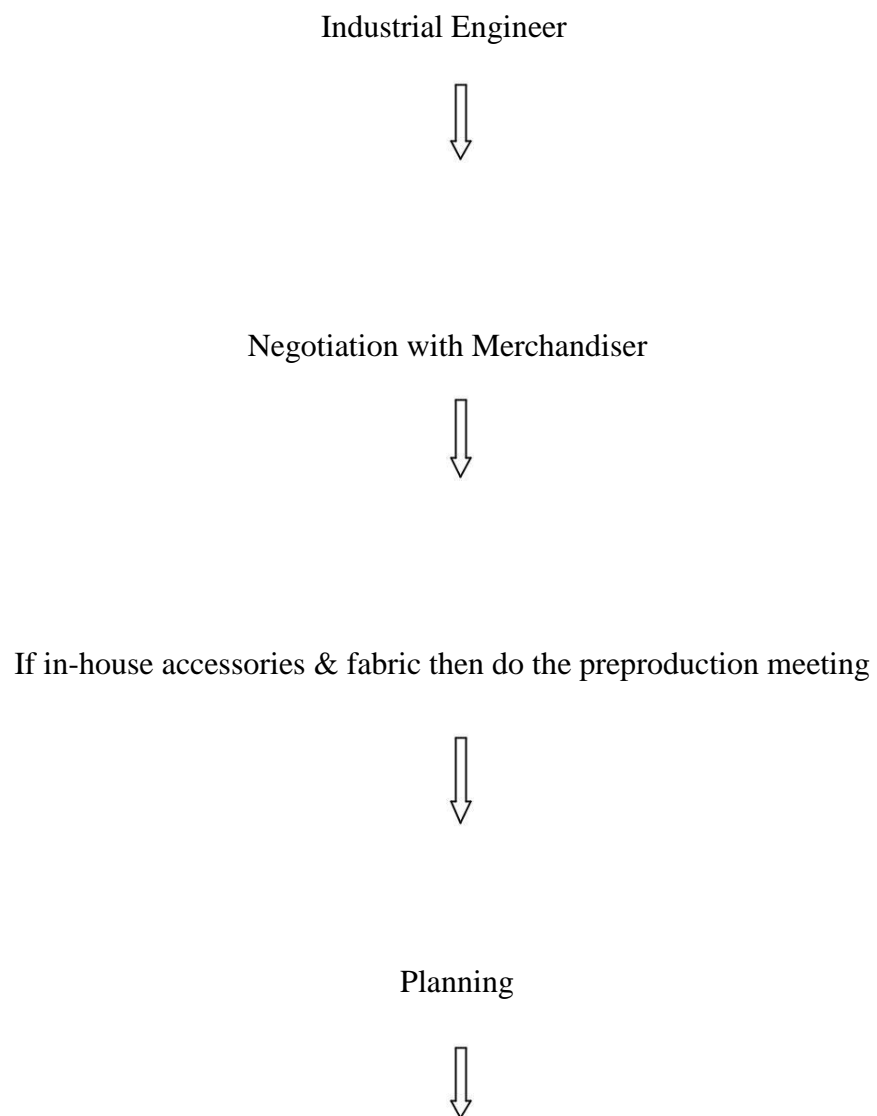 Industrial Engineer
Negotiation with Merchandiser
If in-house accessories & fabric then do the preproduction meeting
Planning